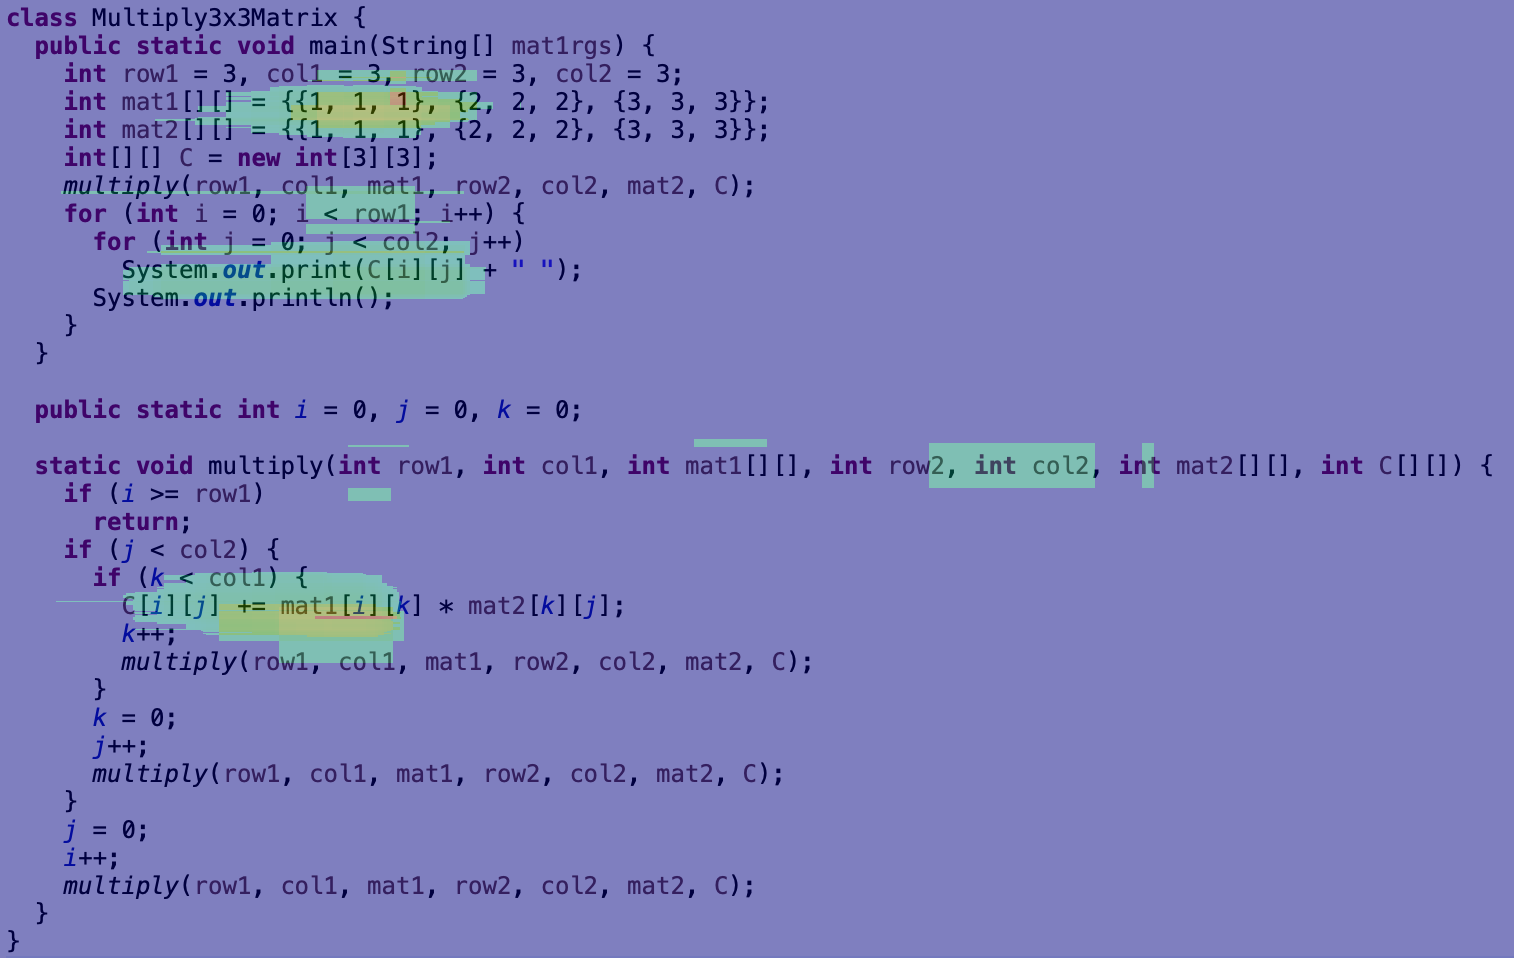 class Multiply3x3Matrix {
  public static void main(String[] mat1rgs) {
    int row1 = 3, col1 = 3, row2 = 3, col2 = 3;
    int mat1[][] = {{1, 1, 1}, {2, 2, 2}, {3, 3, 3}};
    int mat2[][] = {{1, 1, 1}, {2, 2, 2}, {3, 3, 3}};
    int[][] C = new int[3][3];
    multiply(row1, col1, mat1, row2, col2, mat2, C);
    for (int i = 0; i < row1; i++) {
      for (int j = 0; j < col2; j++)
        System.out.print(C[i][j] + " ");
      System.out.println();
    }
  }

  public static int i = 0, j = 0, k = 0;

  static void multiply(int row1, int col1, int mat1[][], int row2, int col2, int mat2[][], int C[][]) {
    if (i >= row1)
      return;
    if (j < col2) {
      if (k < col1) {
        C[i][j] += mat1[i][k] * mat2[k][j];
        k++;
        multiply(row1, col1, mat1, row2, col2, mat2, C);
      }
      k = 0;
      j++;
      multiply(row1, col1, mat1, row2, col2, mat2, C);
    }
    j = 0;
    i++;
    multiply(row1, col1, mat1, row2, col2, mat2, C);
  }
}